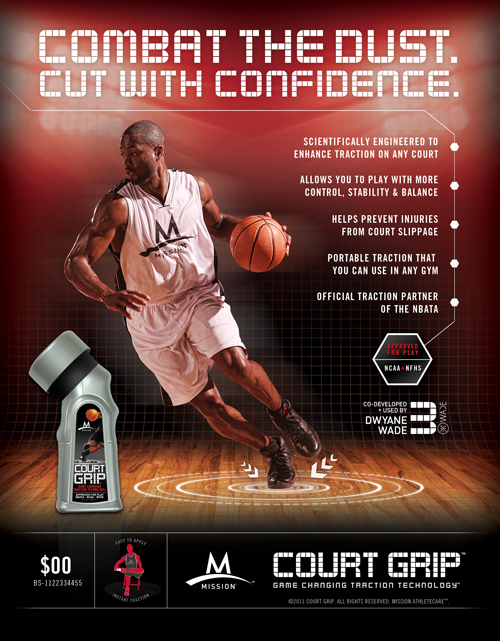 COMBAT THE DUST.
CUT WITH CONFIDENCE.
SCIENTIFICALLY ENGINEERED TO
ENHANCE TRACTION ON ANY COURT
ALLOWS YOU TO PLAY WITH MORE
CONTROL, STABILITY & BALANCE
HELPS PREVENT INJURIES
FROM COURT SLIPPAGE
PORTABLE TRACTION THAT
YOU CAN USE IN ANY GYM
OFFICIAL TRACTION PARTNER
OF THE NBATA
M
MISSION
APPROVED
FOR PLAY
NCAA+NFHS
CO-DEVELOPED
+ USED BY
DWYANE
WADE
WADE
M
COURT
GRIP
$00
BS-1122334455
EASY TO APPLY
INSTANT TRACTION
M
MISSION™
COURT GRIP™
GAME CHANGING TRACTION TECHNOLOGY™
©2011 COURT GRIP. ALL RIGHTS RESERVED. MISSION ATHLETECARE™.